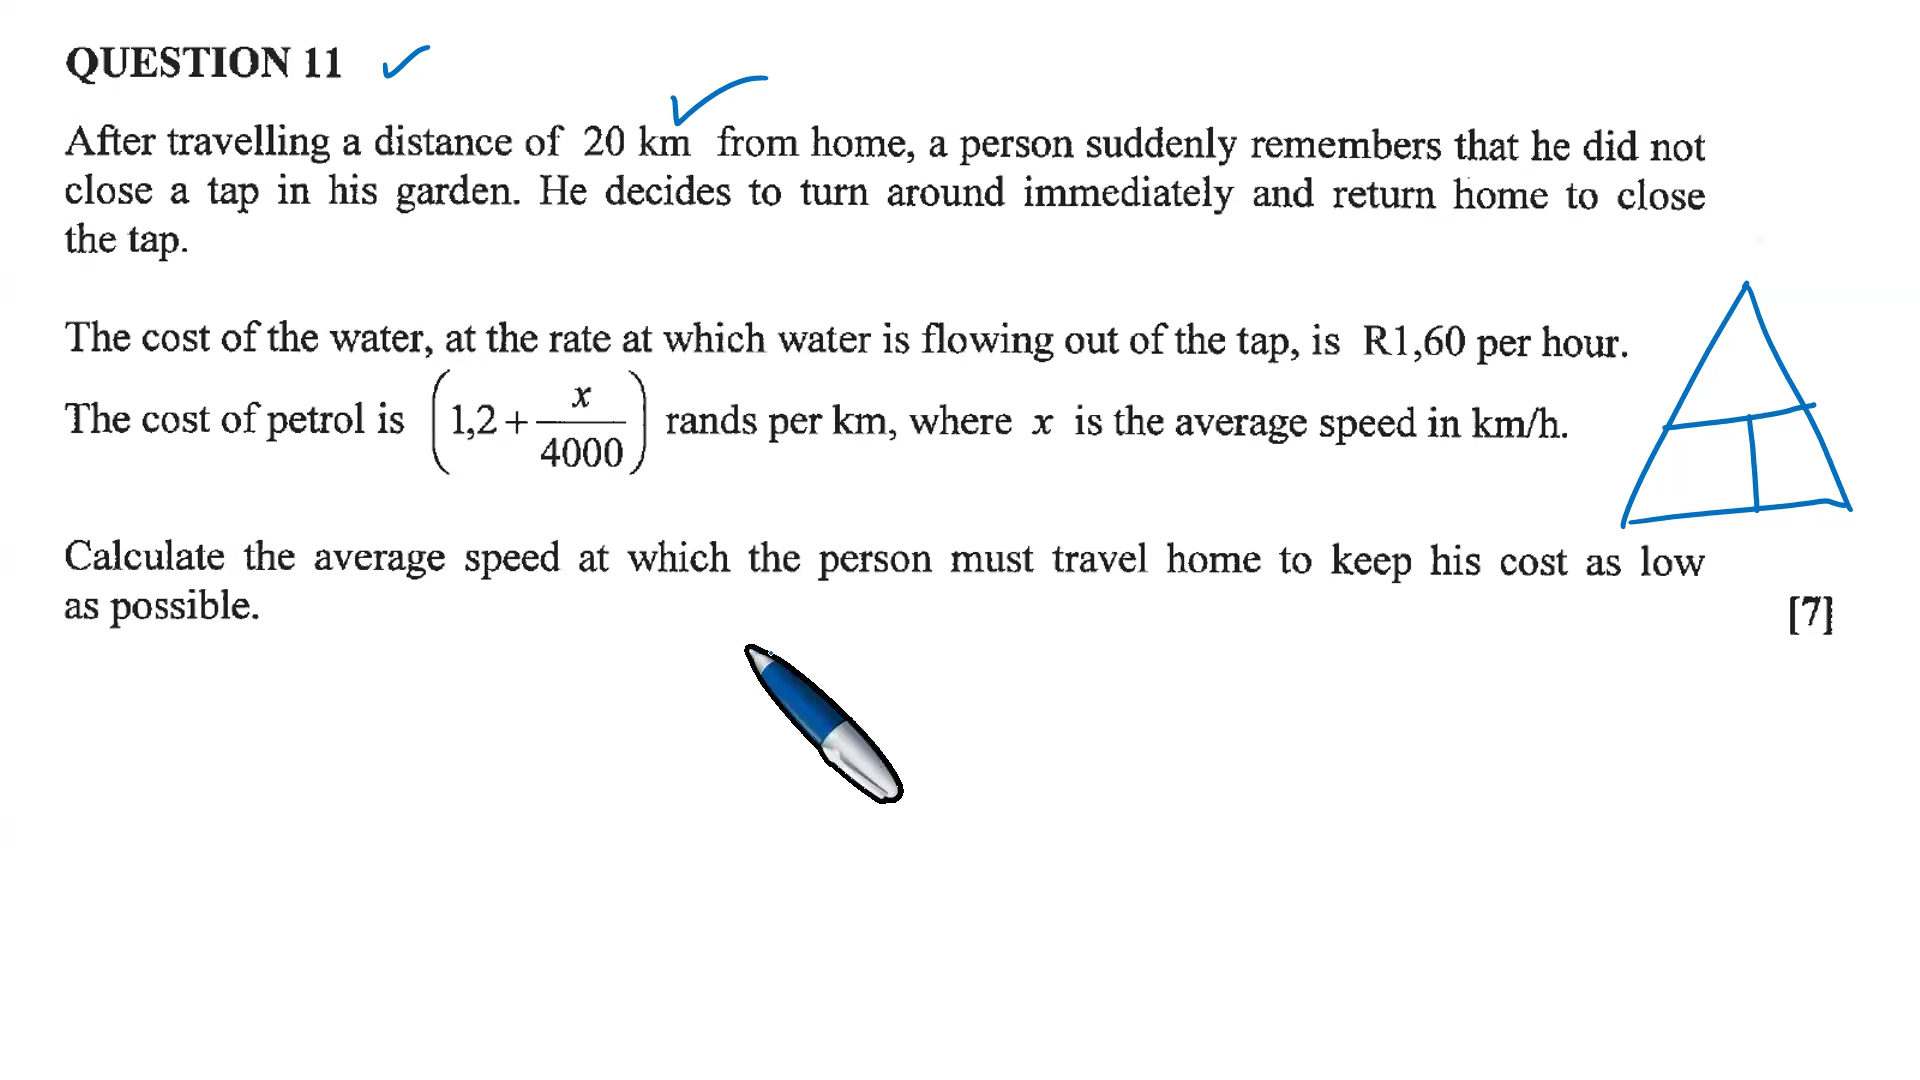 QUESTION 11
After travelling a distance of 20 km from home, a person suddenly remembers that he did not
close a tap in his garden. He decides to turn around immediately and return home to close
the tap.
The cost of the water, at the rate at which water is flowing out of the tap, is R1,60 per hour.
The cost of petrol is (1,2 + x/4000) rands per km, where x is the average speed in km/h.
Calculate the average speed at which the person must travel home to keep his cost as low
as possible. [7]